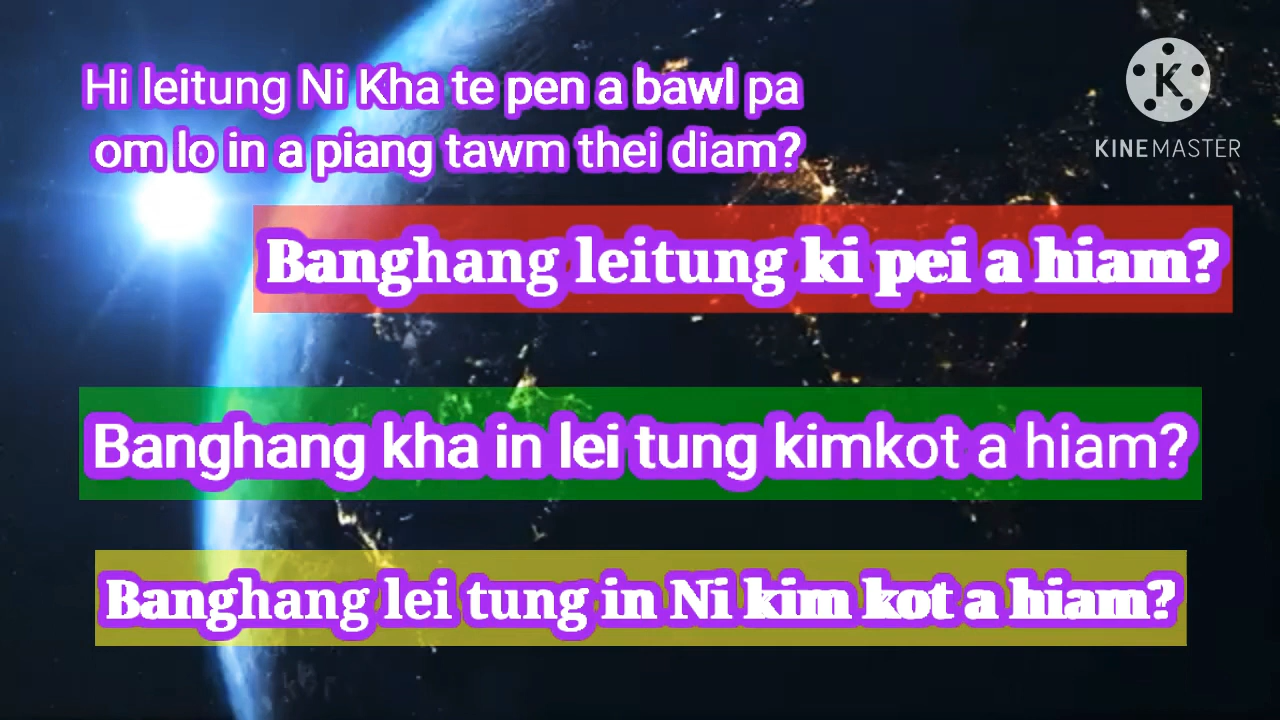 Hi leitung Ni Kha te pen a bawl pa
om lo in a piang tawm thei diam?
KINEMASTER
Banghang leitung ki pei a hiam?
Banghang kha in lei tung kimkot a hiam?
Banghang lei tung in Ni kim kot a hiam?